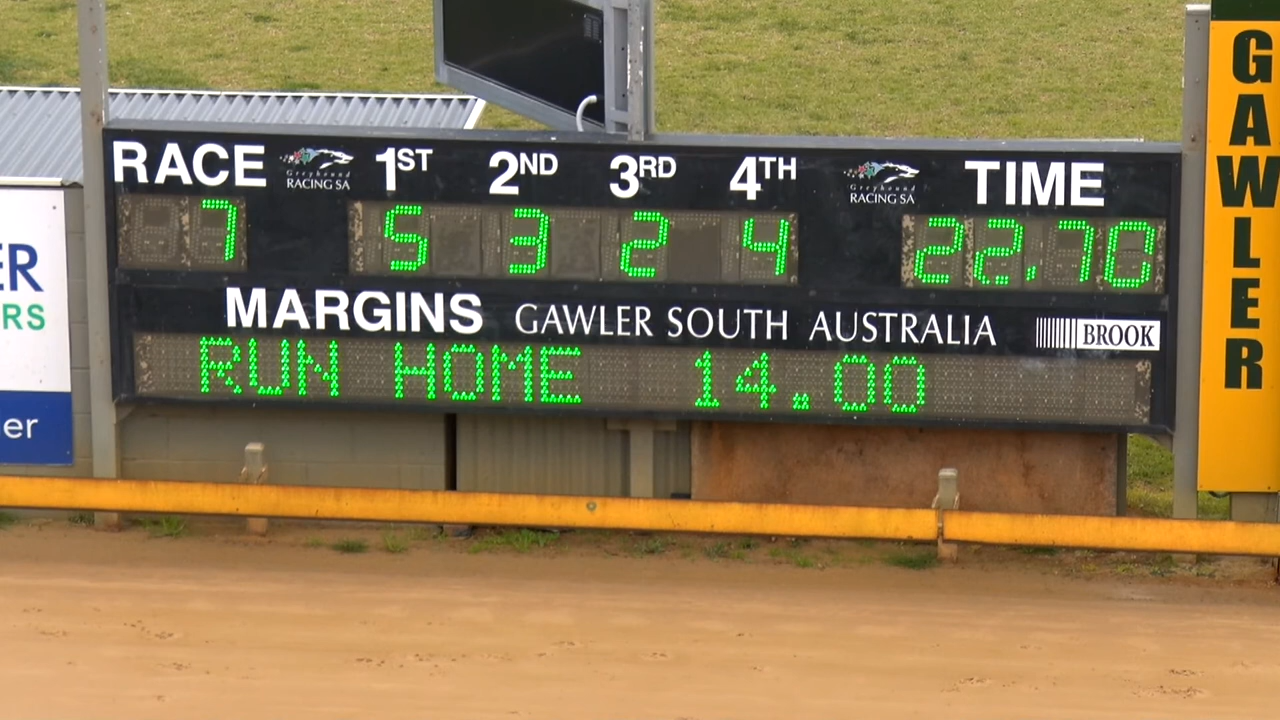 RACE Greyhound RACING SA 1ST 2ND 3RD 4TH Greyhound RACING SA TIME
7 5 3 2 4 22.70
MARGINS GAWLER SOUTH AUSTRALIA BROOK
RUN HOME 14.00
GAWLER
ER
RS
er